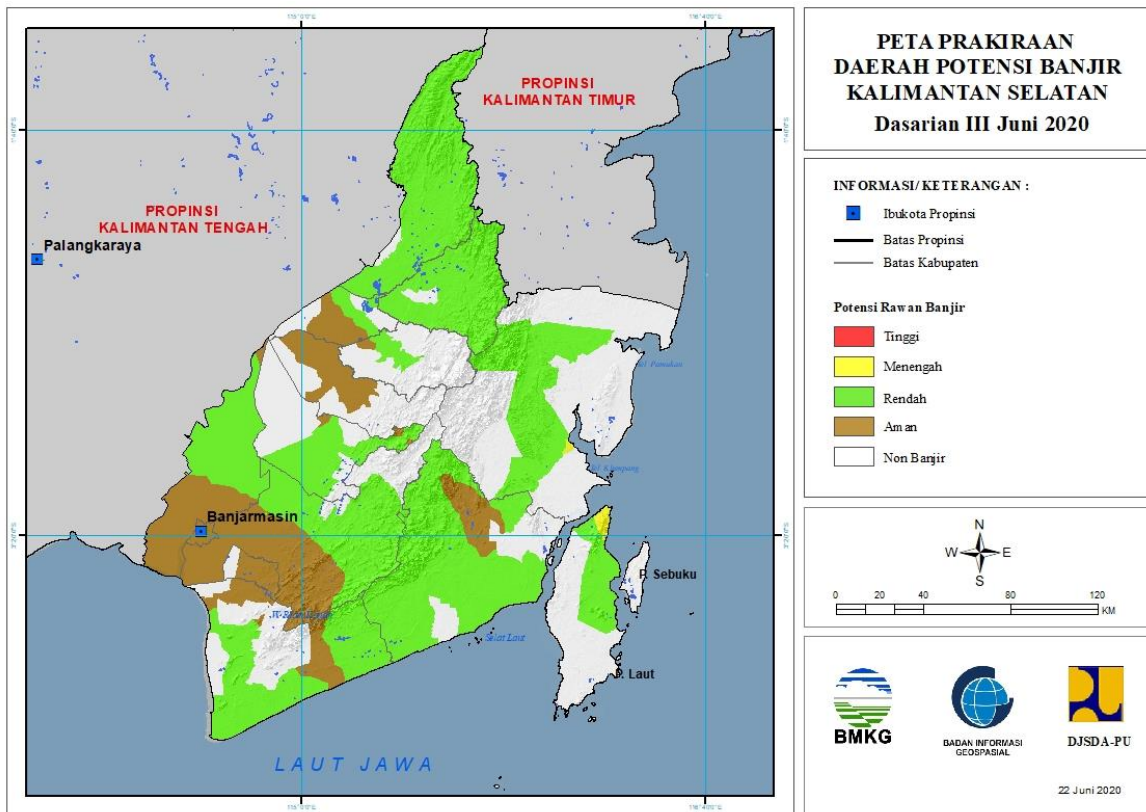 PETA PRAKIRAAN
DAERAH POTENSI BANJIR
KALIMANTAN SELATAN
Dasarian III Juni 2020
INFORMASI/ KETERANGAN :
Ibukota Propinsi
Batas Propinsi
Batas Kabupaten
Potensi Rawan Banjir
Tinggi
Menengah
Rendah
Aman
Non Banjir
N
W E
S
0 20 40 80 120
KM
BMKG
BADAN INFORMASI
GEOSPASIAL
DJSDA-PU
22 Juni 2020
PROPINSI
KALIMANTAN TIMUR
PROPINSI
KALIMANTAN TENGAH
Palangkaraya
Banjarmasin
P. Sebuku
Selat Laut
P. Laut
LAUT JAWA